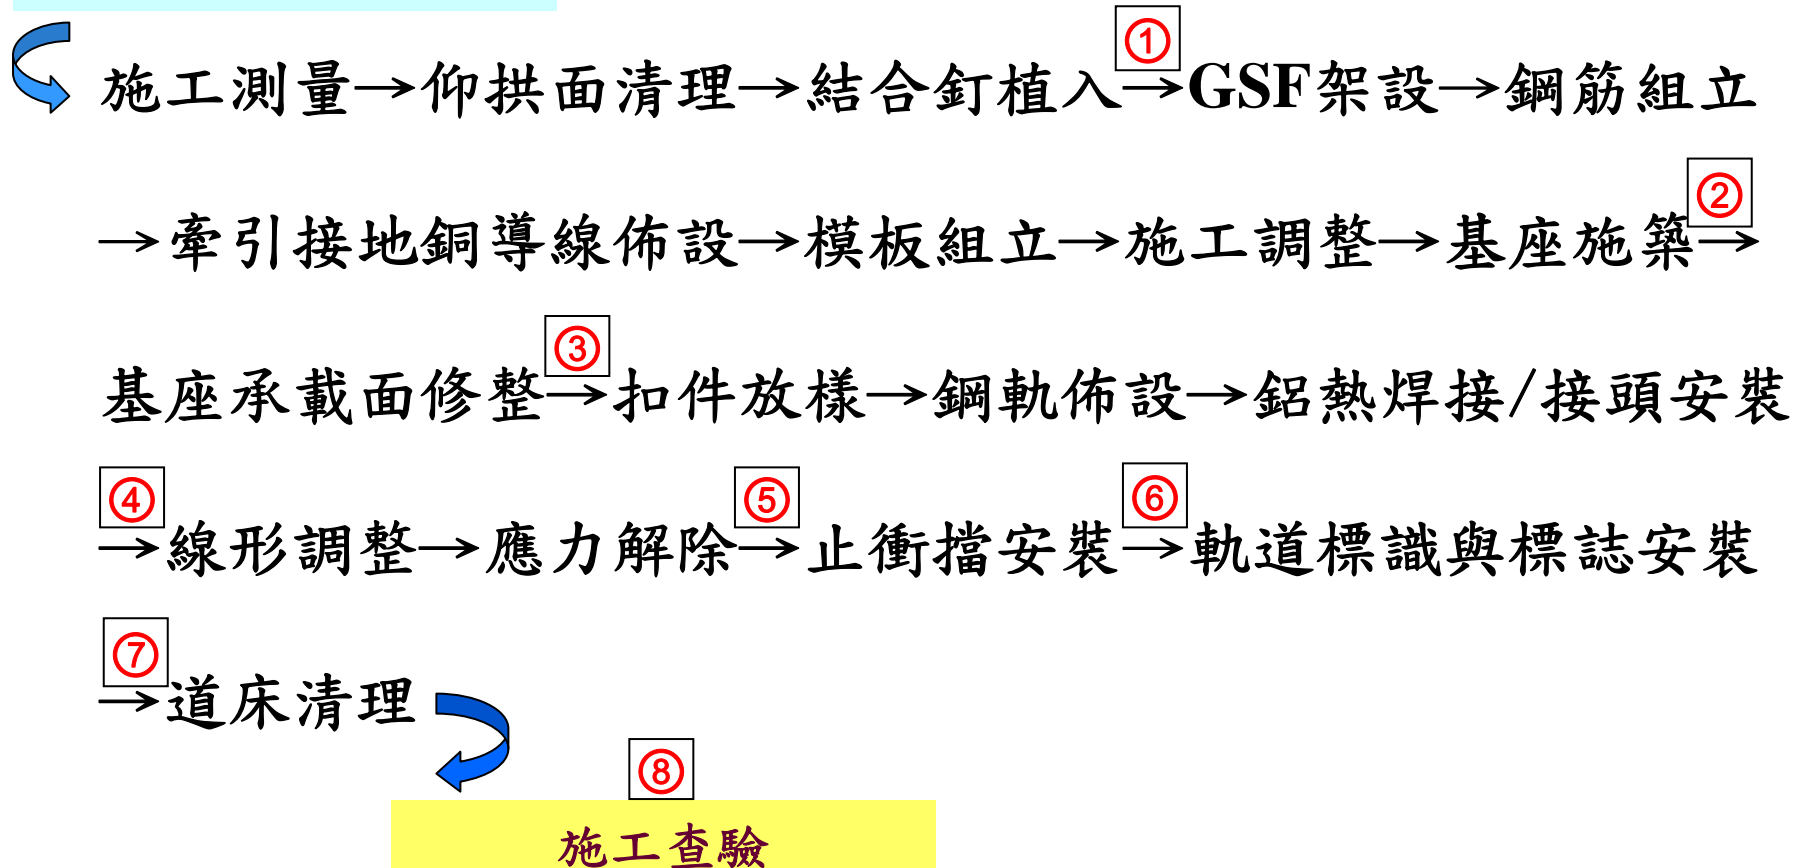 ①
施工測量→仰拱面清理→結合釘植入→GSF架設→鋼筋組立
②
→牽引接地銅導線佈設→模板組立→施工調整→基座施築→
③
基座承載面修整→扣件放樣→鋼軌佈設→鋁熱焊接/接頭安裝
④ ⑤ ⑥
→線形調整→應力解除→止衝擋安裝→軌道標識與標誌安裝
⑦
→道床清理
⑧
施工查驗